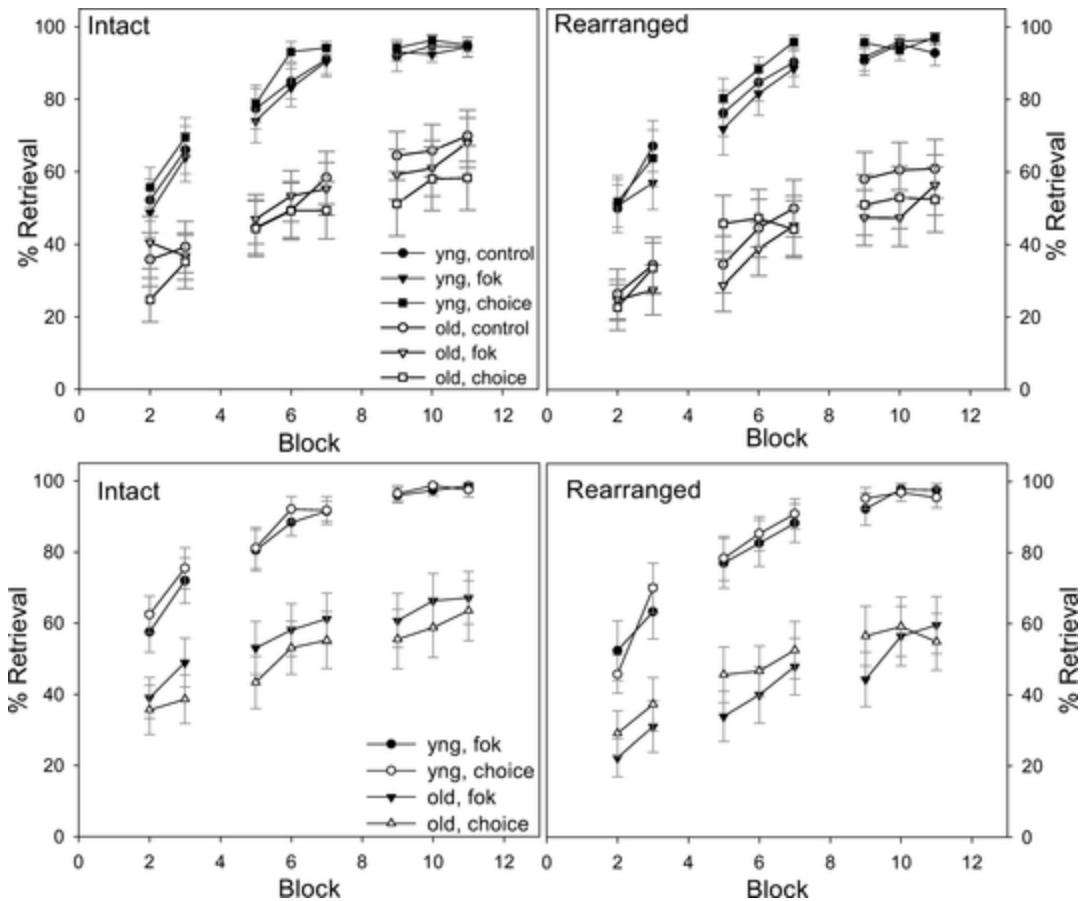 Intact
Rearranged
100
80
60
40
20
0
% Retrieval
yng, control
yng, fok
yng, choice
old, control
old, fok
old, choice
0 2 4 6 8 10 12
Block
0 2 4 6 8 10 12
Block
100
80
60
40
20
0
% Retrieval
Intact
Rearranged
100
80
60
40
20
0
% Retrieval
yng, fok
yng, choice
old, fok
old, choice
0 2 4 6 8 10 12
Block
0 2 4 6 8 10 12
Block
100
80
60
40
20
0
% Retrieval